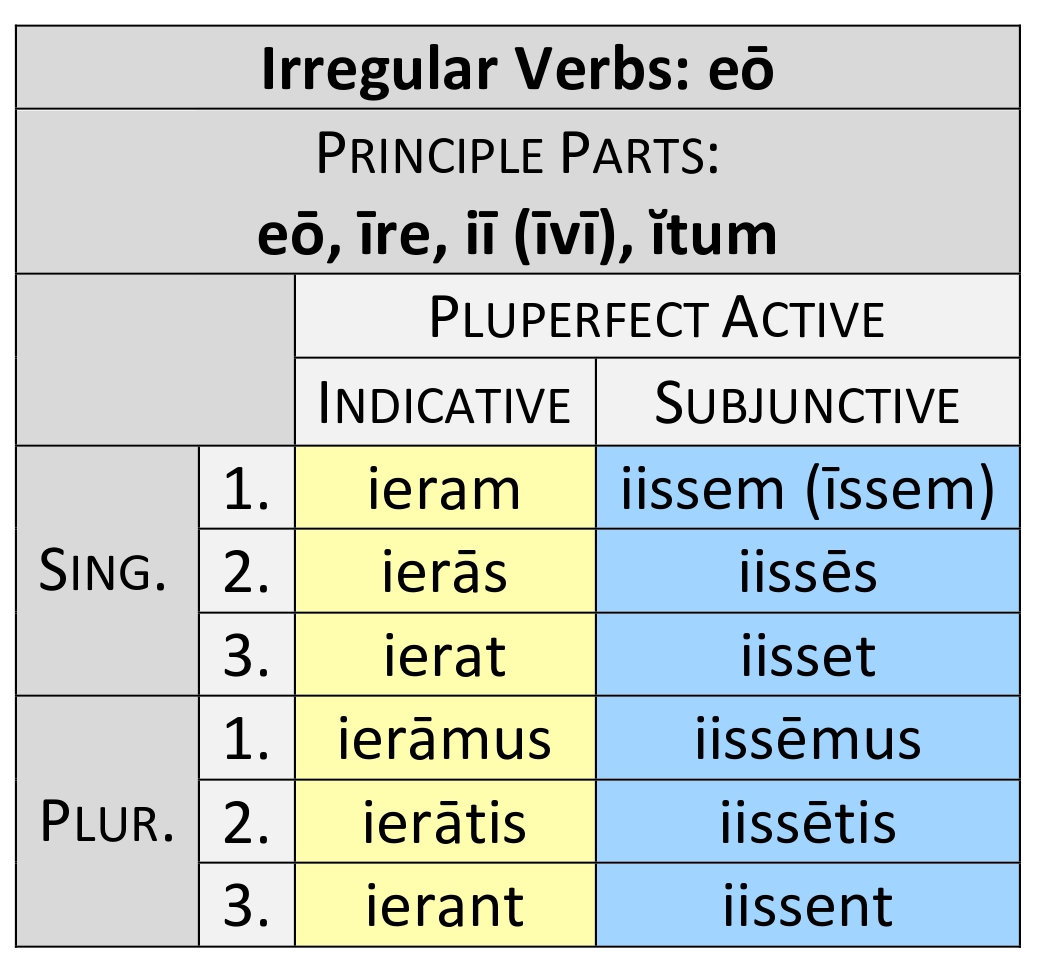 Irregular Verbs: eō
PRINCIPLE PARTS:
eō, īre, iī (īvī), ĭtum
PLUPERFECT ACTIVE
INDICATIVE SUBJUNCTIVE
SING.
1. ieram iissem (īssem)
2. ierās iissēs
3. ierat iisset
PLUR.
1. ierāmus iissēmus
2. ierātis iissētis
3. ierant iissent